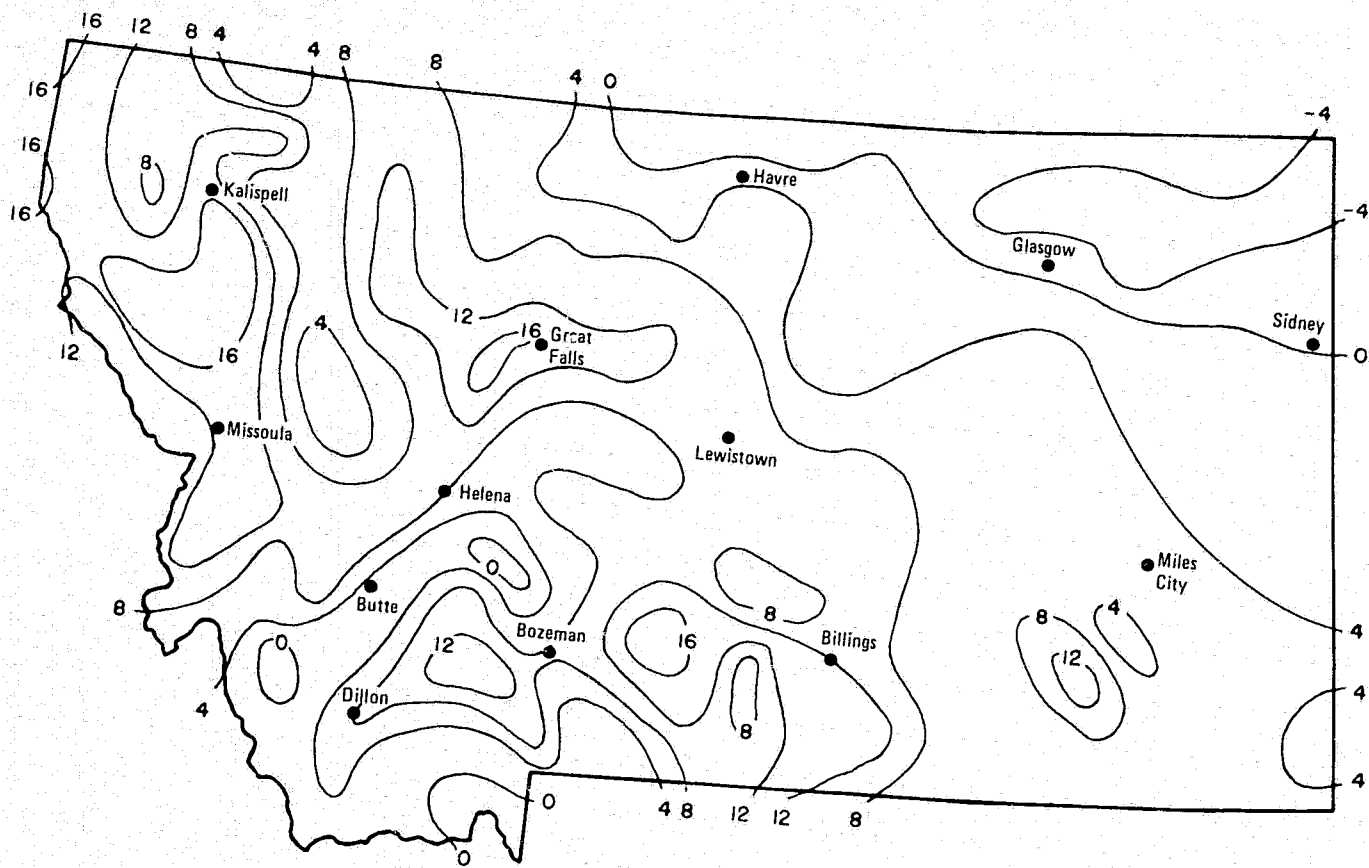 16 12 8 4 4 8 8 4 0 -4
16
16
8
Kalispell
Havre
16
-4
Glasgow
12
16
4
16
Great
Falls
Sidney
12
0
Missoula
Lewistown
Helena
0
Miles
City
8
Butte
8
8
4
4
0
12
Bozeman
16
Billings
12
4
Dillon
8
4
4
0
4 8 12 12 8
0